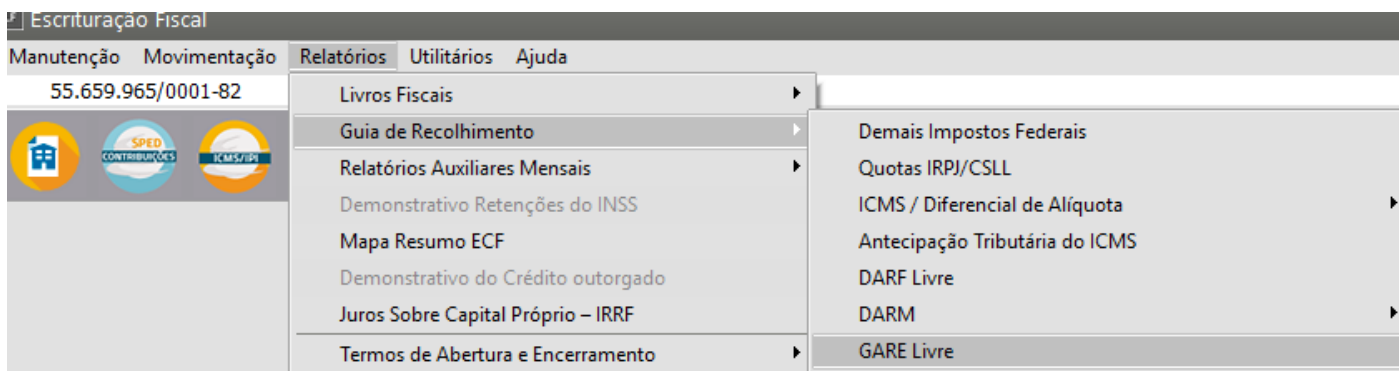 Escrituração Fiscal
Manutenção Movimentação Relatórios Utilitários Ajuda
55.659.965/0001-82
SPED
CONTRIBUIÇÕES
ICMS/IPI
Livros Fiscais
Guia de Recolhimento
Relatórios Auxiliares Mensais
Demonstrativo Retenções do INSS
Mapa Resumo ECF
Demonstrativo do Crédito outorgado
Juros Sobre Capital Próprio – IRRF
Termos de Abertura e Encerramento
Demais Impostos Federais
Quotas IRPJ/CSLL
ICMS / Diferencial de Alíquota
Antecipação Tributária do ICMS
DARF Livre
DARM
GARE Livre